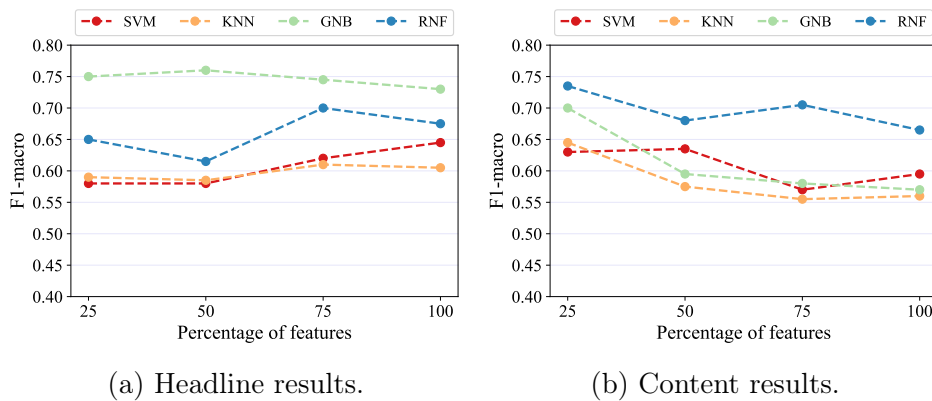 SVM KNN GNB RNF
0.80
0.75
0.70
0.65
0.60
0.55
0.50
0.45
0.40
F1-macro
25 50 75 100
Percentage of features
(a) Headline results.
SVM KNN GNB RNF
0.80
0.75
0.70
0.65
0.60
0.55
0.50
0.45
0.40
F1-macro
25 50 75 100
Percentage of features
(b) Content results.